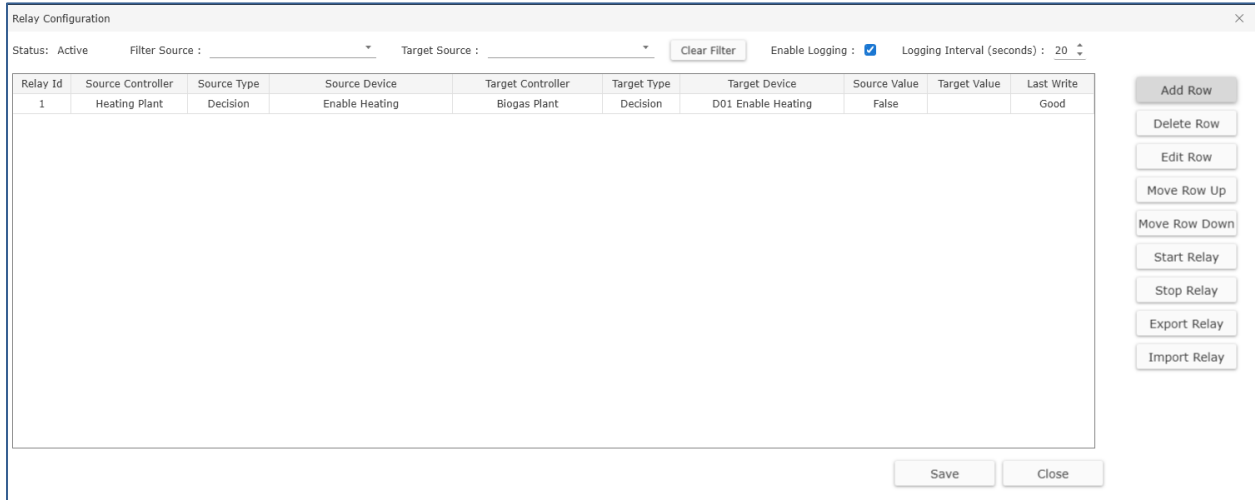 Relay Configuration
Status: Active Filter Source : Target Source : Clear Filter Enable Logging : Logging Interval (seconds) : 20
Relay Id Source Controller Source Type Source Device Target Controller Target Type Target Device Source Value Target Value Last Write
1 Heating Plant Decision Enable Heating Biogas Plant Decision D01 Enable Heating False Good
Add Row
Delete Row
Edit Row
Move Row Up
Move Row Down
Start Relay
Stop Relay
Export Relay
Import Relay
Save Close